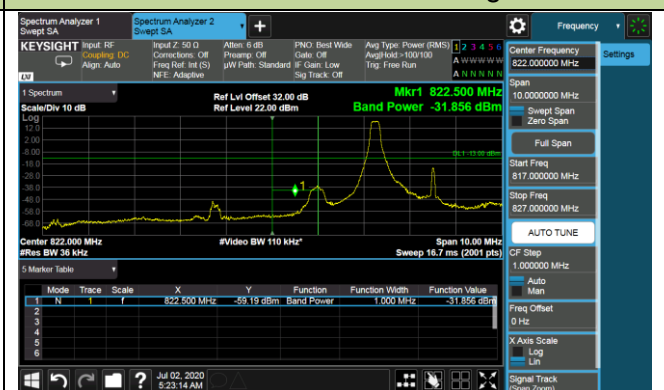 Spectrum Analyzer 1
Swept SA
Spectrum Analyzer 2
Swept SA
Frequency
KEYSIGHT
Input: RF
Coupling: DC
Align: Auto
Input Z: 50 Ω
Corrections: Off
Freq Ref: Int (S)
NFE: Adaptive
Atten: 6 dB
Preamp: Off
µW Path: Standard
PNO: Best Wide
Gate: Off
IF Gain: Low
Sig Track: Off
Avg Type: Power (RMS)
Avg|Hold >100/100
Trig: Free Run
1 2 3 4 5 6
A W W W W W
A N N N N N
LXI
1 Spectrum
Scale/Div 10 dB
Ref Lvl Offset 32.00 dB
Ref Level 22.00 dBm
Mkr1 822.500 MHz
Band Power -31.856 dBm
Log
12.0
2.00
-8.00
-18.0
-28.0
-38.0
-48.0
-58.0
-68.0
DL1 -13.00 dBm
1
Center 822.000 MHz
#Res BW 36 kHz
#Video BW 110 kHz*
Span 10.00 MHz
Sweep 16.7 ms (2001 pts)
5 Marker Table
Mode Trace Scale X Y Function Function Width Function Value
1 N 1 f 822.500 MHz -59.19 dBm Band Power 1.000 MHz -31.856 dBm
2
3
4
5
6
Jul 02, 2020
5:23:14 AM
Settings
Center Frequency
822.000000 MHz
Span
10.0000000 MHz
Swept Span
Zero Span
Full Span
Start Freq
817.000000 MHz
Stop Freq
827.000000 MHz
AUTO TUNE
CF Step
1.000000 MHz
Auto
Man
Freq Offset
0 Hz
X Axis Scale
Log
Lin
Signal Track
(Span Zoom)